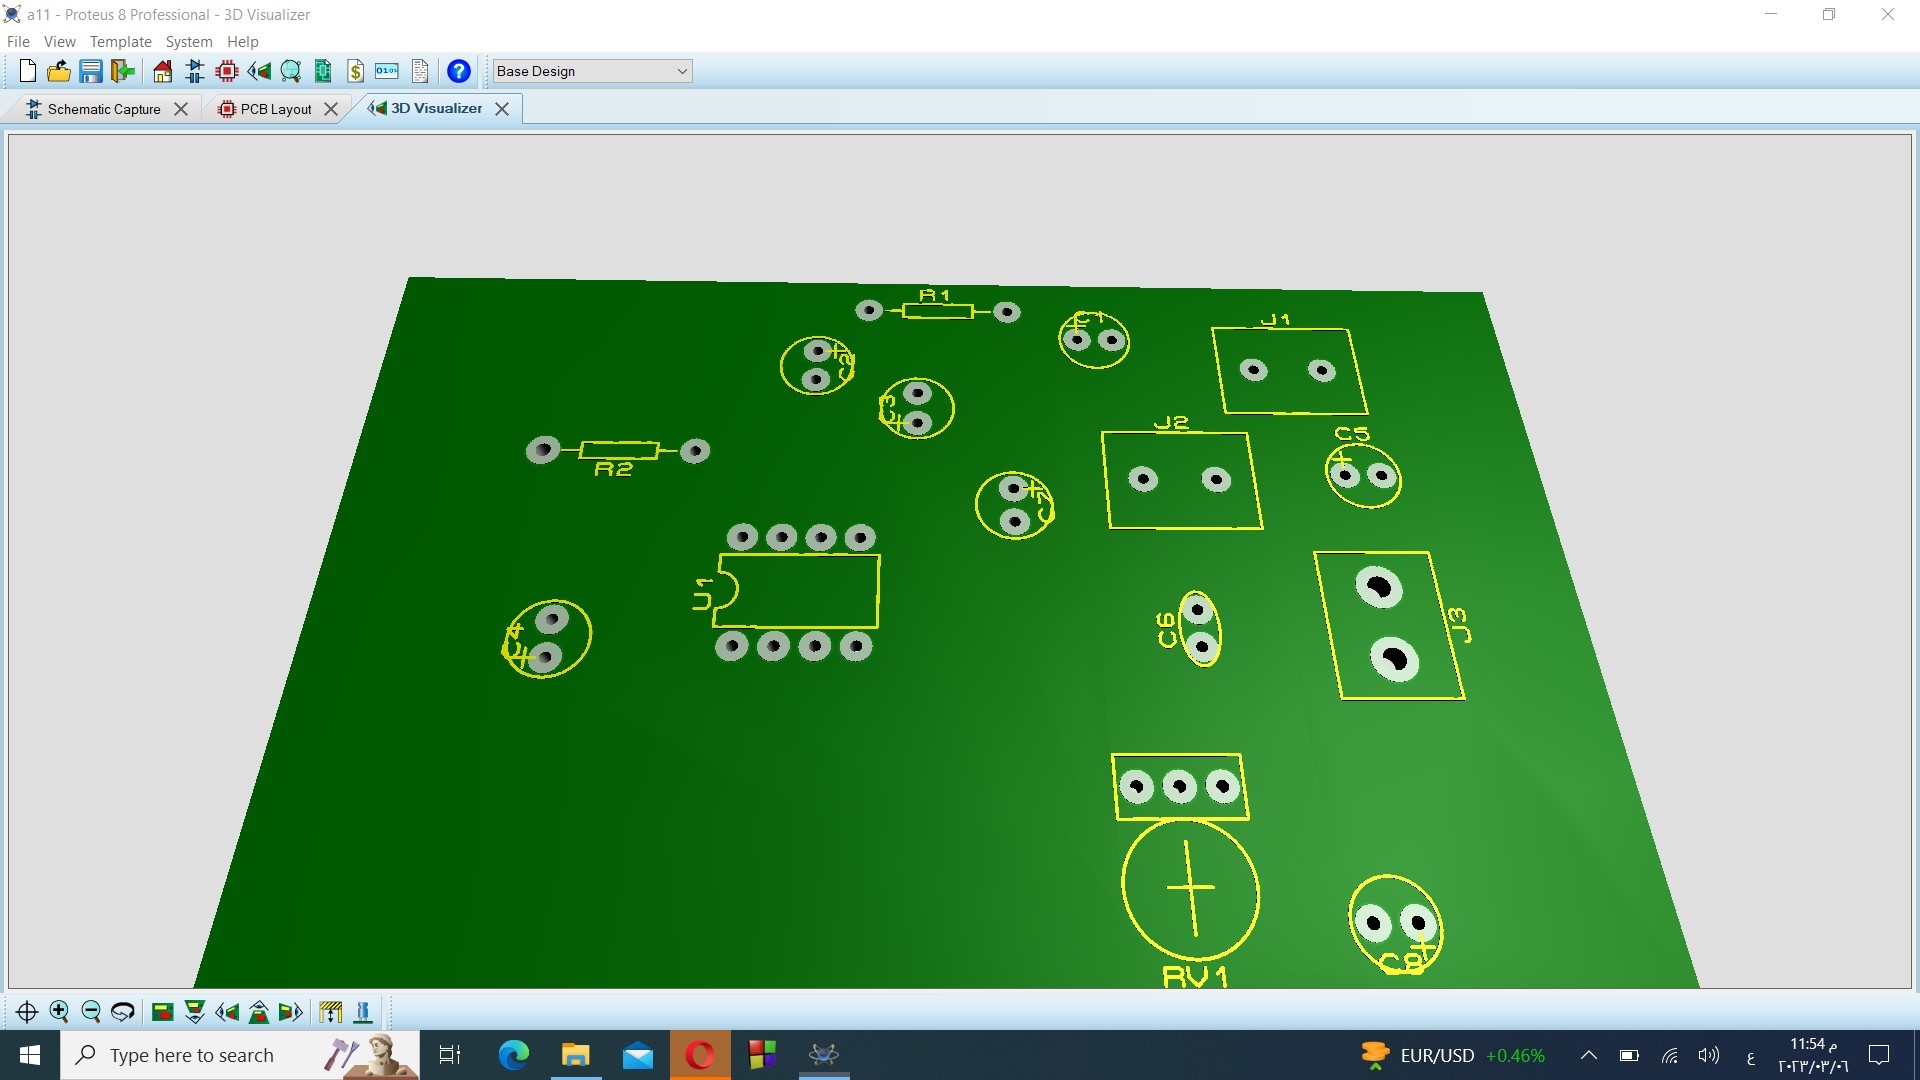 a11 - Proteus 8 Professional - 3D Visualizer
File View Template System Help
Base Design
Schematic Capture PCB Layout 3D Visualizer
R1
C1
J1
C2
C3
J2
C5
R2
C7
U1
C4
C6
J3
C8
RV1
Type here to search
EUR/USD +0.46%
ع
11:54 م
٢٠٢٣/٠٣/٠٦